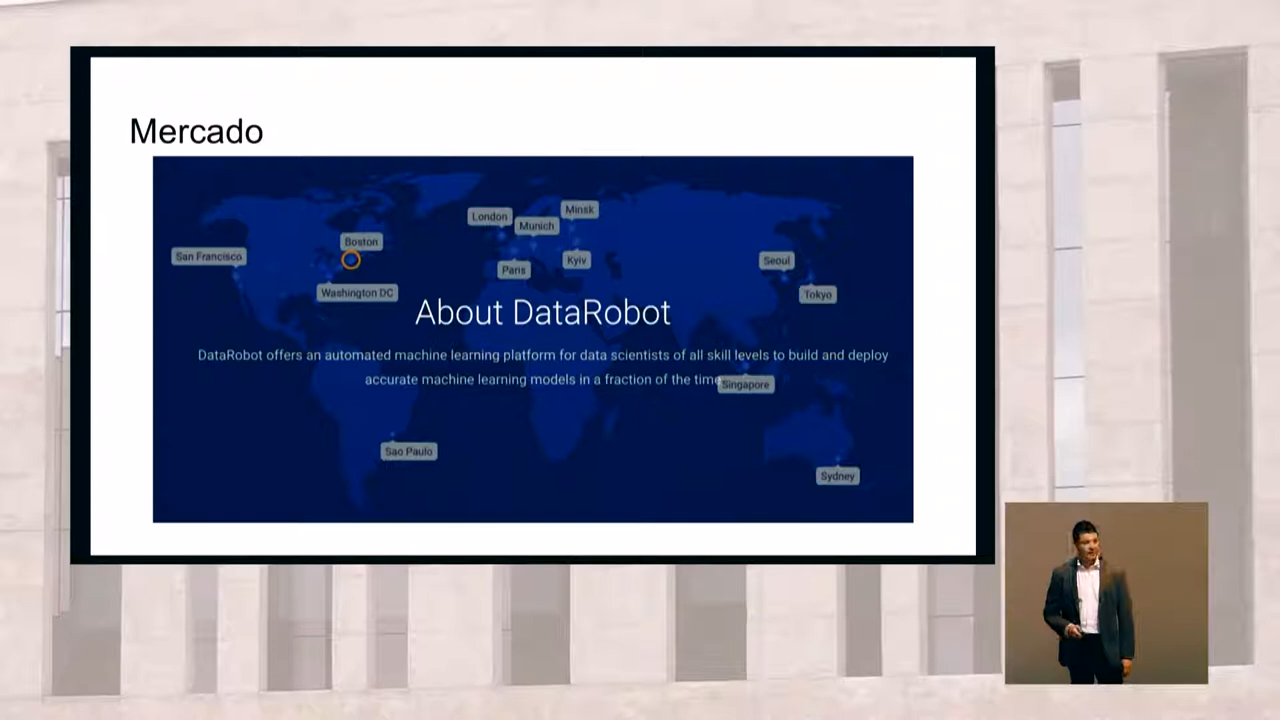 Mercado
London
Minsk
Munich
Boston
San Francisco
Paris
Kyiv
Seoul
Washington DC
Tokyo
About DataRobot
DataRobot offers an automated machine learning platform for data scientists of all skill levels to build and deploy
accurate machine learning models in a fraction of the time
Singapore
Sao Paulo
Sydney